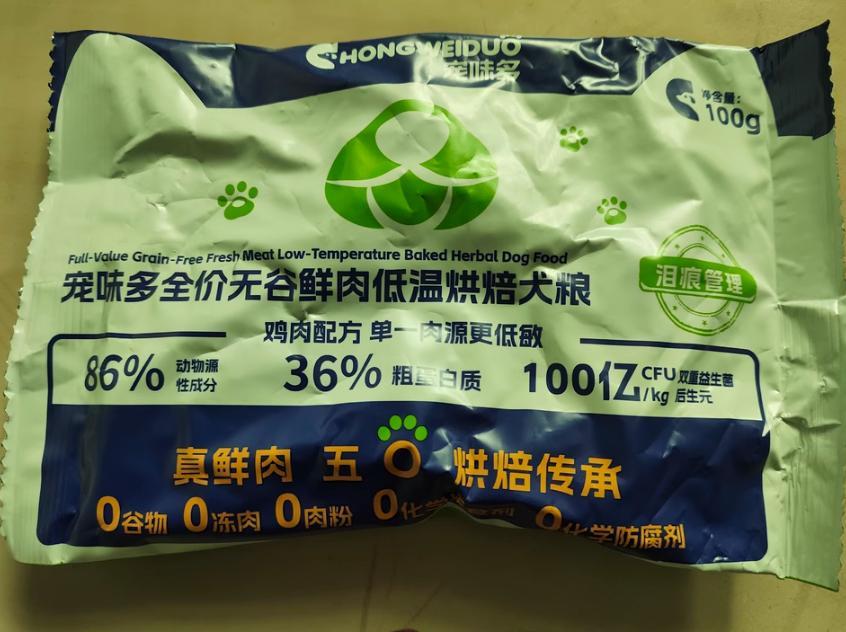 CHONGWEIDUO
宠味多
净含量:
100g
Full-Value Grain-Free Fresh Meat Low-Temperature Baked Herbal Dog Food
宠味多全价无谷鲜肉低温烘焙犬粮
泪痕管理
鸡肉配方 单一肉源更低敏
86% 动物源性成分
36% 粗蛋白质
100亿 CFU/kg 双重益生菌后生元
真鲜肉 五0 烘焙传承
0谷物 0冻肉 0肉粉 0化学 0化学防腐剂